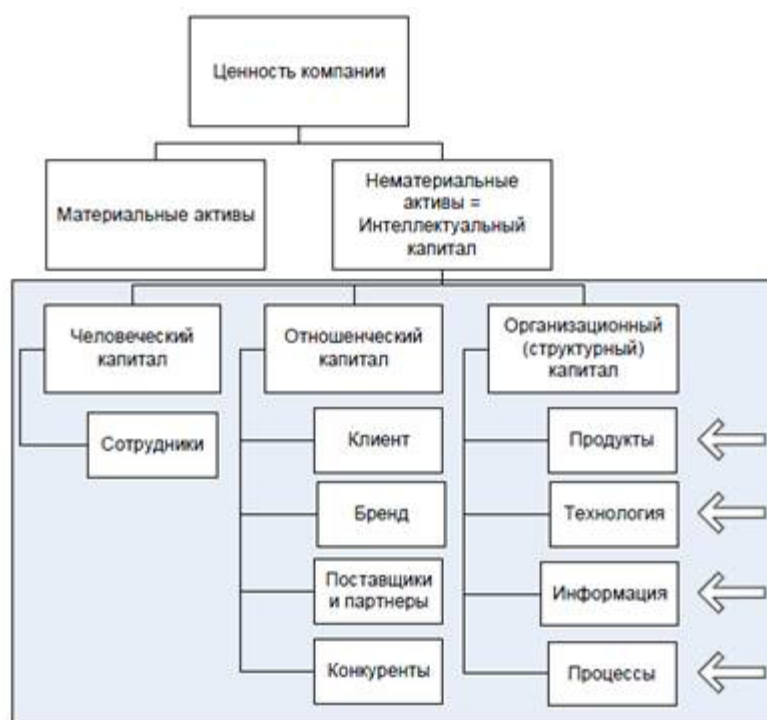 Ценность компании
Материальные активы
Нематериальные
активы =
Интеллектуальный
капитал
Человеческий
капитал
Отношенческий
капитал
Организационный
(структурный)
капитал
Сотрудники
Клиент
Продукты
Бренд
Технология
Поставщики
и партнеры
Информация
Конкуренты
Процессы